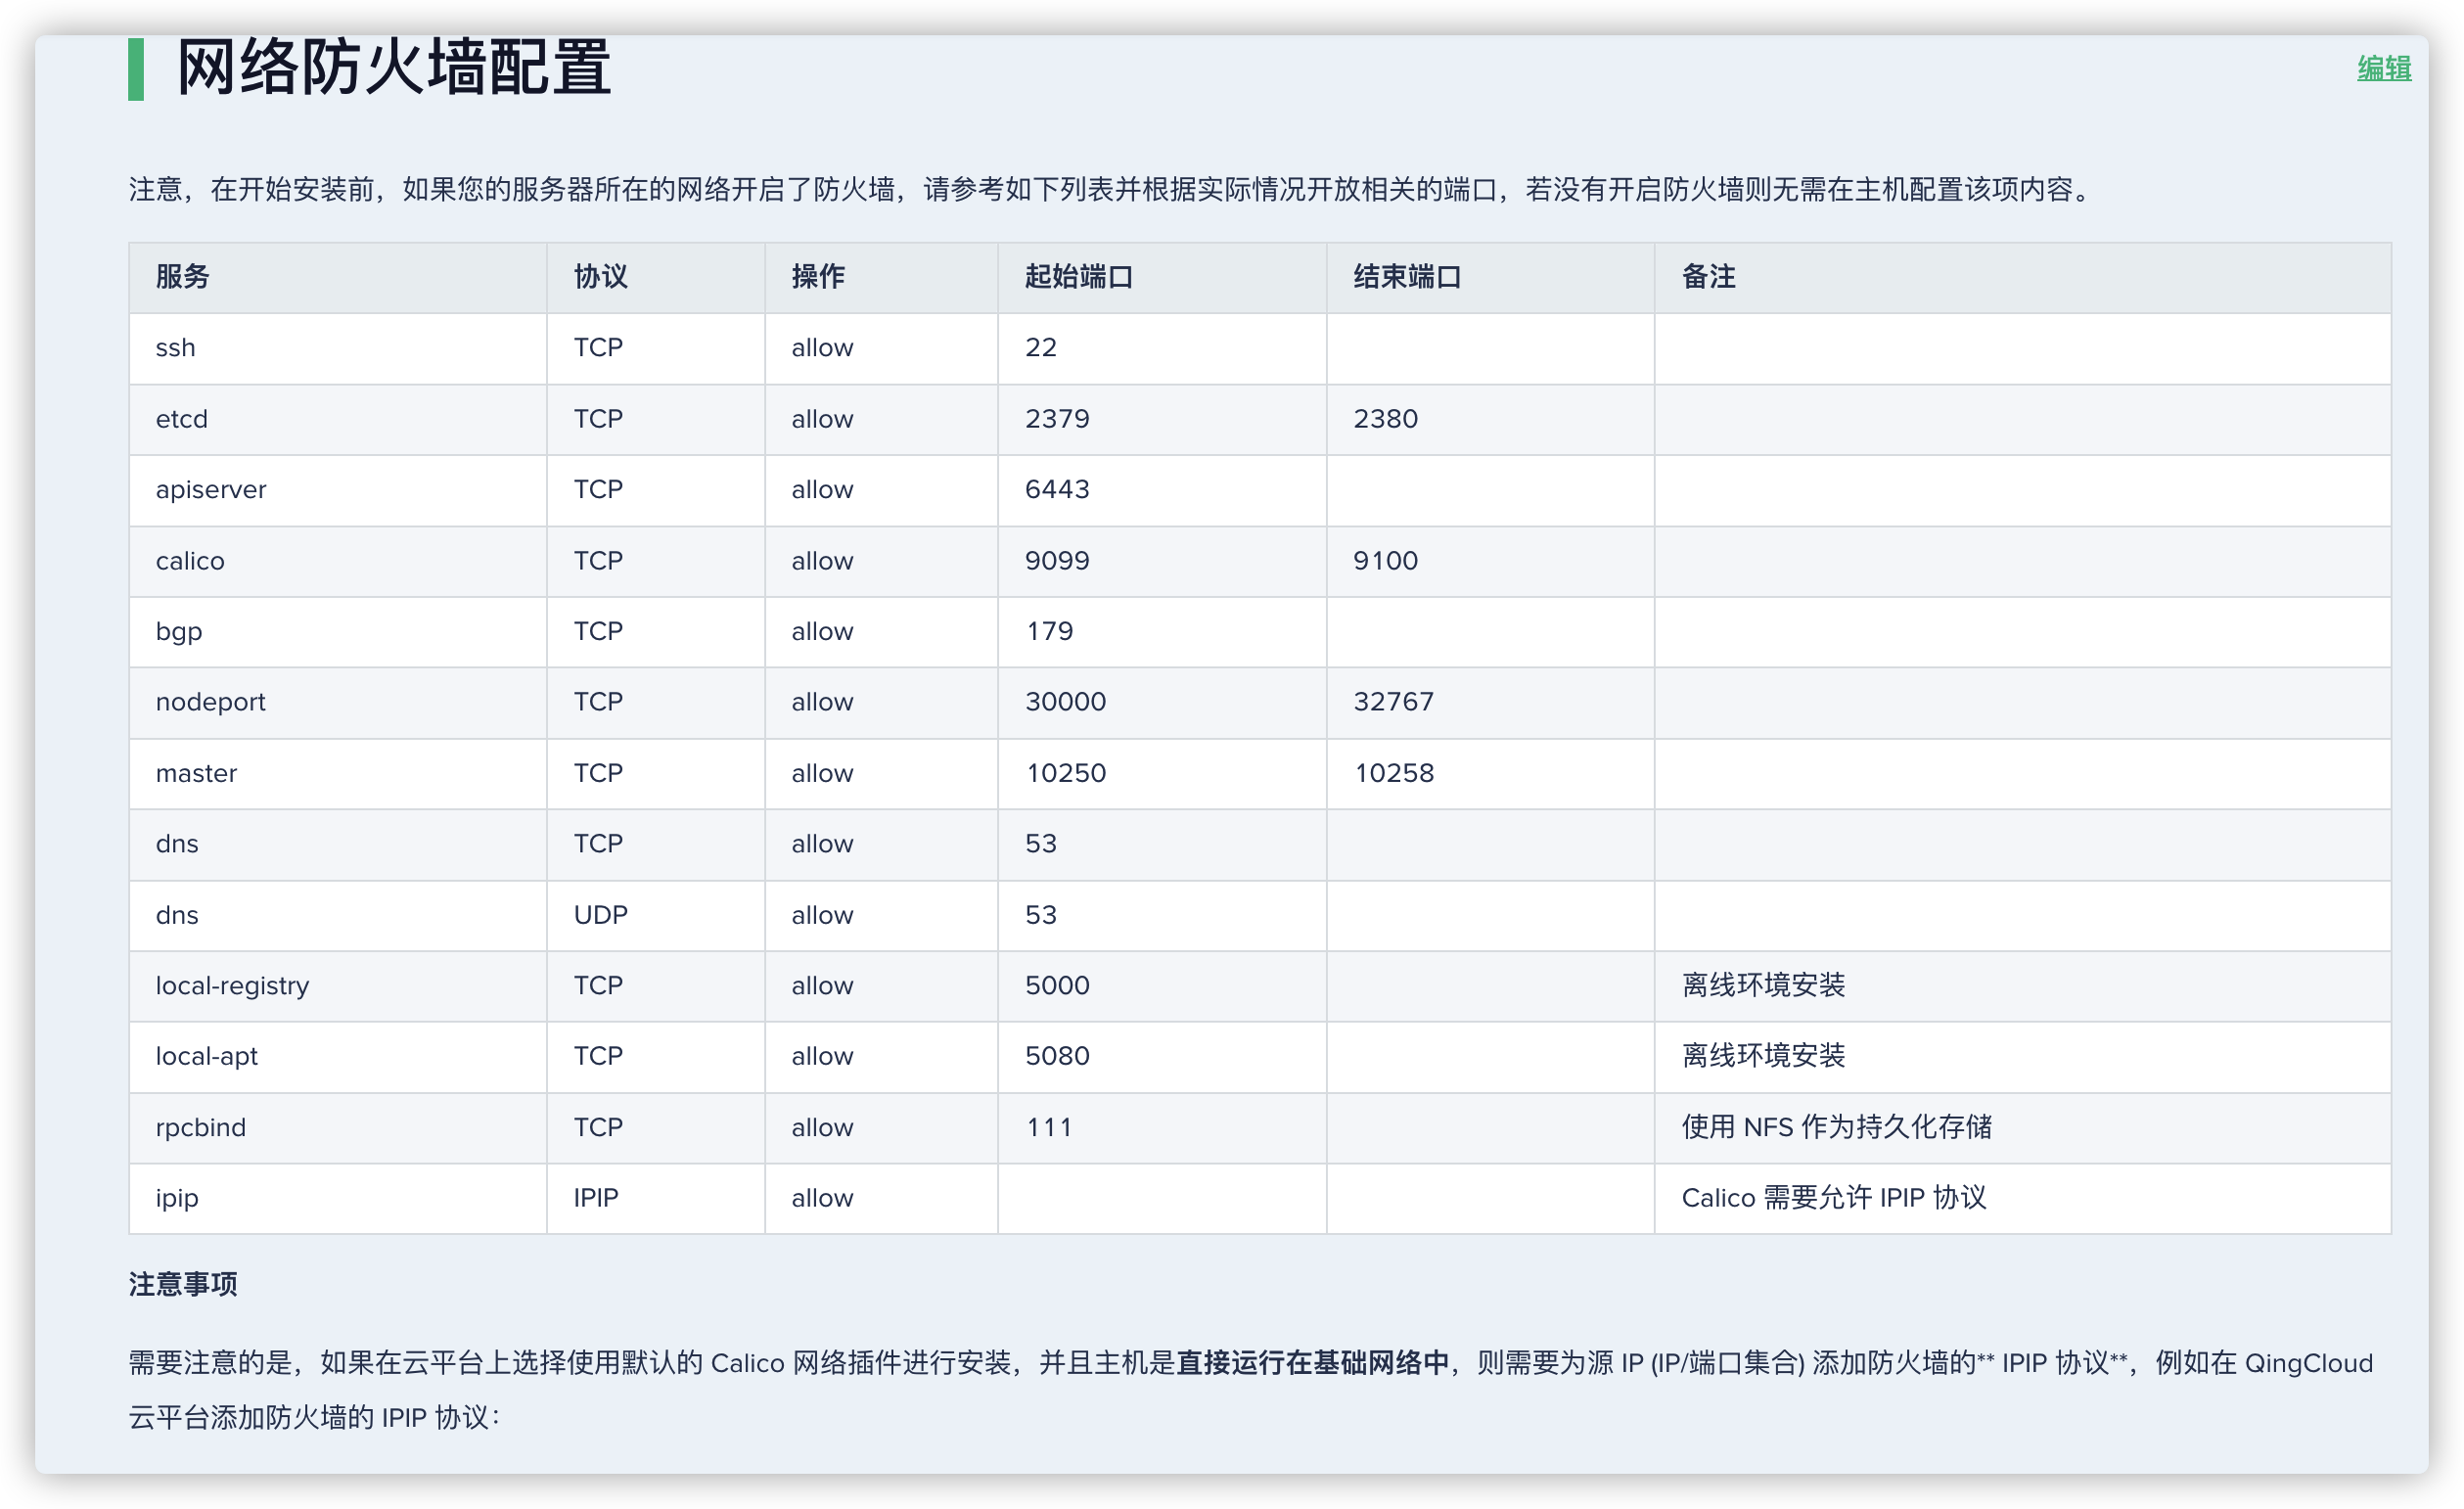 网络防火墙配置
编辑
注意，在开始安装前，如果您的服务器所在的网络开启了防火墙，请参考如下列表并根据实际情况开放相关的端口，若没有开启防火墙则无需在主机配置该项内容。
服务 协议 操作 起始端口 结束端口 备注
ssh TCP allow 22
etcd TCP allow 2379 2380
apiserver TCP allow 6443
calico TCP allow 9099 9100
bgp TCP allow 179
nodeport TCP allow 30000 32767
master TCP allow 10250 10258
dns TCP allow 53
dns UDP allow 53
local-registry TCP allow 5000 离线环境安装
local-apt TCP allow 5080 离线环境安装
rpcbind TCP allow 111 使用 NFS 作为持久化存储
ipip IPIP allow Calico 需要允许 IPIP 协议
注意事项
需要注意的是，如果在云平台上选择使用默认的 Calico 网络插件进行安装，并且主机是直接运行在基础网络中，则需要为源 IP (IP/端口集合) 添加防火墙的** IPIP 协议**，例如在 QingCloud
云平台添加防火墙的 IPIP 协议：